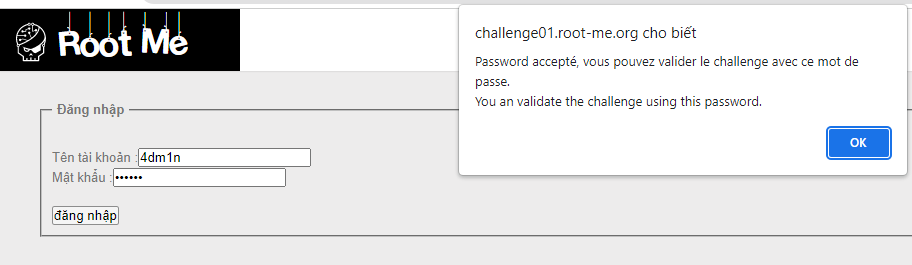 Root Me
challenge01.root-me.org cho biết
Password accepté, vous pouvez valider le challenge avec ce mot de
passe.
You an validate the challenge using this password.
OK
Đăng nhập
Tên tài khoản :4dm1n
Mật khẩu :••••••
đăng nhập